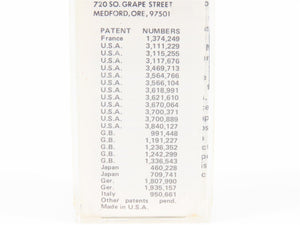 720 SO. GRAPE STREET
MEDFORD, ORE, 97501
PATENT NUMBERS
France 1,374,249
U.S.A. 3,111,229
U.S.A. 3,115,255
U.S.A. 3,117,676
U.S.A. 3,469,713
U.S.A. 3,564,766
U.S.A. 3,566,104
U.S.A. 3,618,991
U.S.A. 3,621,610
U.S.A. 3,670,064
U.S.A. 3,700,371
U.S.A. 3,700,889
U.S.A. 3,840,127
G.B. 991,448
G.B. 1,191,227
G.B. 1,236,352
G.B. 1,242,299
G.B. 1,336,543
Japan 460,228
Japan 709,741
Ger. 1,807,990
Ger. 1,935,157
Italy 950,661
Other patents pend.
Made in U.S.A.